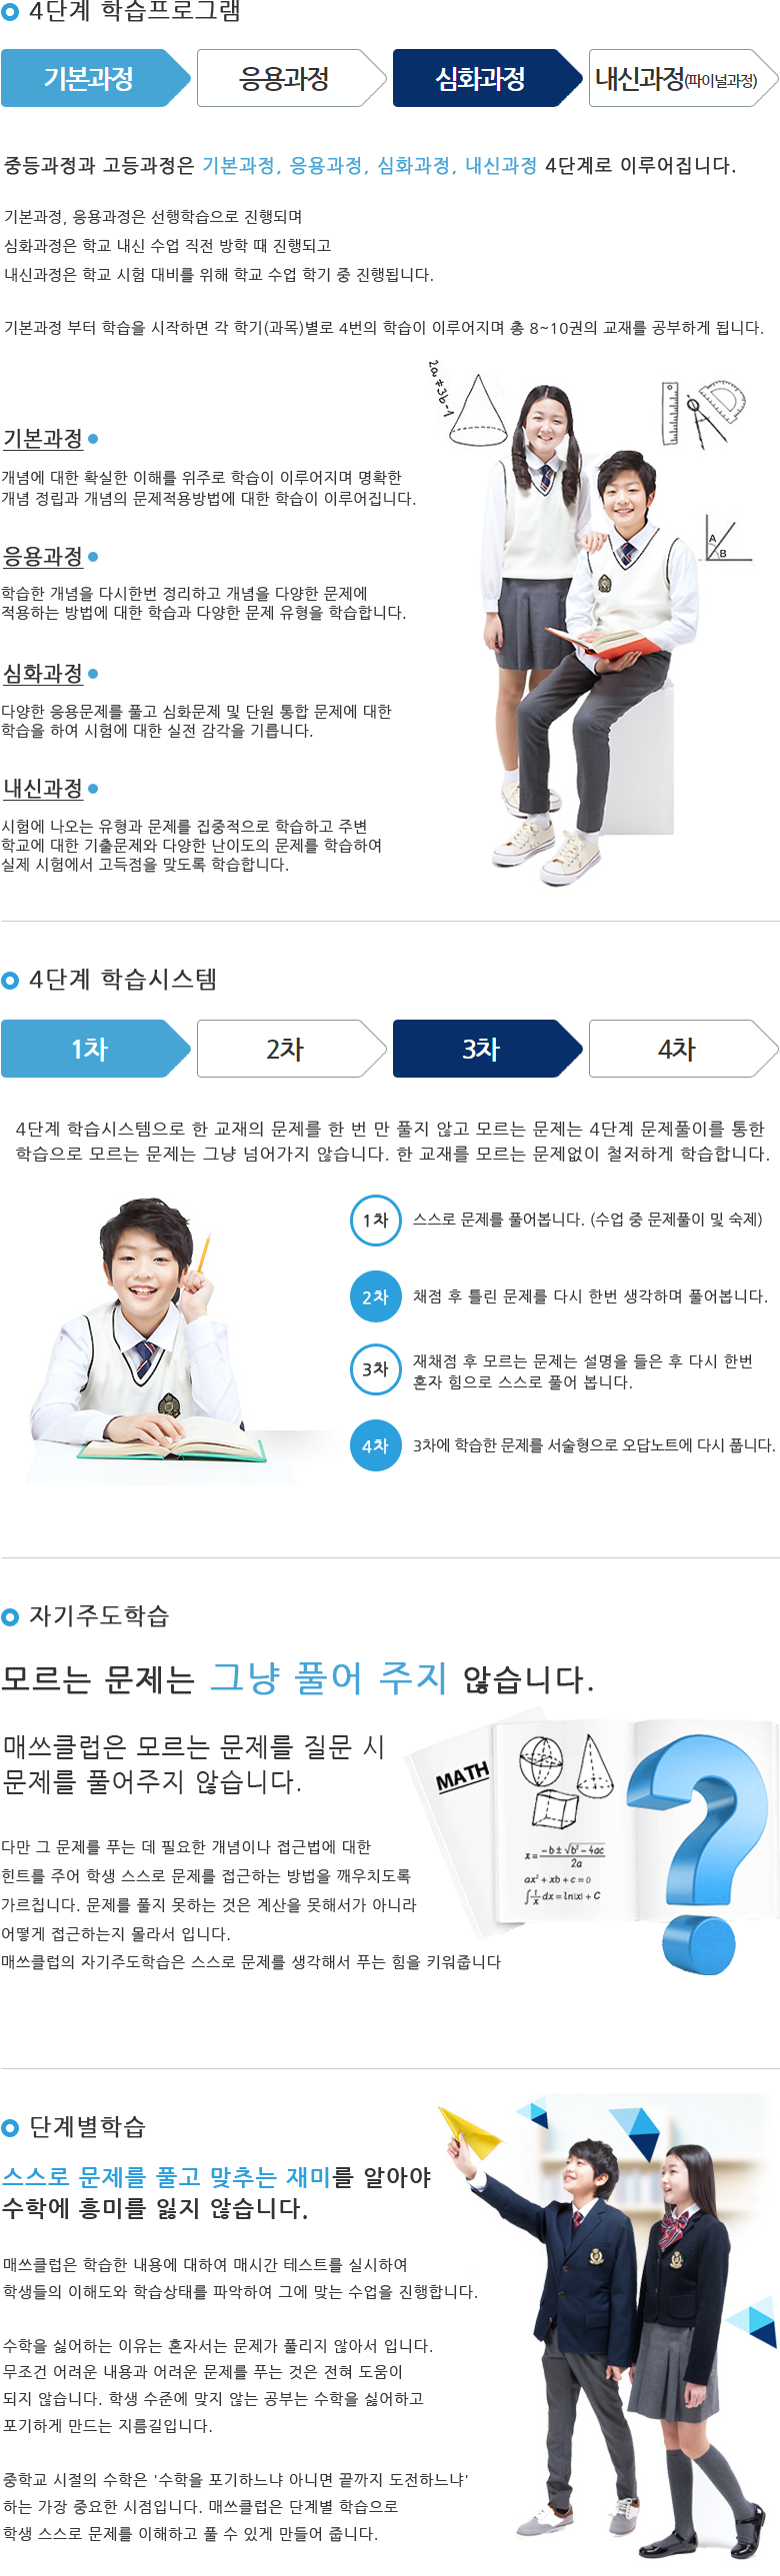 4단계 학습프로그램
기본과정 응용과정 심화과정 내신과정(파이널과정)
중등과정과 고등과정은 기본과정, 응용과정, 심화과정, 내신과정 4단계로 이루어집니다.
기본과정, 응용과정은 선행학습으로 진행되며
심화과정은 학교 내신 수업 직전 방학 때 진행되고
내신과정은 학교 시험 대비를 위해 학교 수업 학기 중 진행됩니다.
기본과정 부터 학습을 시작하면 각 학기(과목)별로 4번의 학습이 이루어지며 총 8~10권의 교재를 공부하게 됩니다.
2a≠3b-1
기본과정
개념에 대한 확실한 이해를 위주로 학습이 이루어지며 명확한
개념 정립과 개념의 문제적용방법에 대한 학습이 이루어집니다.
A
B
응용과정
학습한 개념을 다시한번 정리하고 개념을 다양한 문제에
적용하는 방법에 대한 학습과 다양한 문제 유형을 학습합니다.
심화과정
다양한 응용문제를 풀고 심화문제 및 단원 통합 문제에 대한
학습을 하여 시험에 대한 실전 감각을 기릅니다.
내신과정
시험에 나오는 유형과 문제를 집중적으로 학습하고 주변
학교에 대한 기출문제와 다양한 난이도의 문제를 학습하여
실제 시험에서 고득점을 맞도록 학습합니다.
4단계 학습시스템
1차 2차 3차 4차
4단계 학습시스템으로 한 교재의 문제를 한 번 만 풀지 않고 모르는 문제는 4단계 문제풀이를 통한
학습으로 모르는 문제는 그냥 넘어가지 않습니다. 한 교재를 모르는 문제없이 철저하게 학습합니다.
1차 스스로 문제를 풀어봅니다. (수업 중 문제풀이 및 숙제)
2차 채점 후 틀린 문제를 다시 한번 생각하며 풀어봅니다.
3차 재채점 후 모르는 문제는 설명을 들은 후 다시 한번
혼자 힘으로 스스로 풀어 봅니다.
4차 3차에 학습한 문제를 서술형으로 오답노트에 다시 풉니다.
자기주도학습
모르는 문제는 그냥 풀어 주지 않습니다.
매쓰클럽은 모르는 문제를 질문 시
문제를 풀어주지 않습니다.
MATH
x = -b ± √b² - 4ac
2a
ax² + xb + c = 0
∫ 1/x dx = ln|x| + C
다만 그 문제를 푸는 데 필요한 개념이나 접근법에 대한
힌트를 주어 학생 스스로 문제를 접근하는 방법을 깨우치도록
가르칩니다. 문제를 풀지 못하는 것은 계산을 못해서가 아니라
어떻게 접근하는지 몰라서 입니다.
매쓰클럽의 자기주도학습은 스스로 문제를 생각해서 푸는 힘을 키워줍니다
단계별학습
스스로 문제를 풀고 맞추는 재미를 알아야
수학에 흥미를 잃지 않습니다.
매쓰클럽은 학습한 내용에 대하여 매시간 테스트를 실시하여
학생들의 이해도와 학습상태를 파악하여 그에 맞는 수업을 진행합니다.
수학을 싫어하는 이유는 혼자서는 문제가 풀리지 않아서 입니다.
무조건 어려운 내용과 어려운 문제를 푸는 것은 전혀 도움이
되지 않습니다. 학생 수준에 맞지 않는 공부는 수학을 싫어하고
포기하게 만드는 지름길입니다.
중학교 시절의 수학은 '수학을 포기하느냐 아니면 끝까지 도전하느냐'
하는 가장 중요한 시점입니다. 매쓰클럽은 단계별 학습으로
학생 스스로 문제를 이해하고 풀 수 있게 만들어 줍니다.